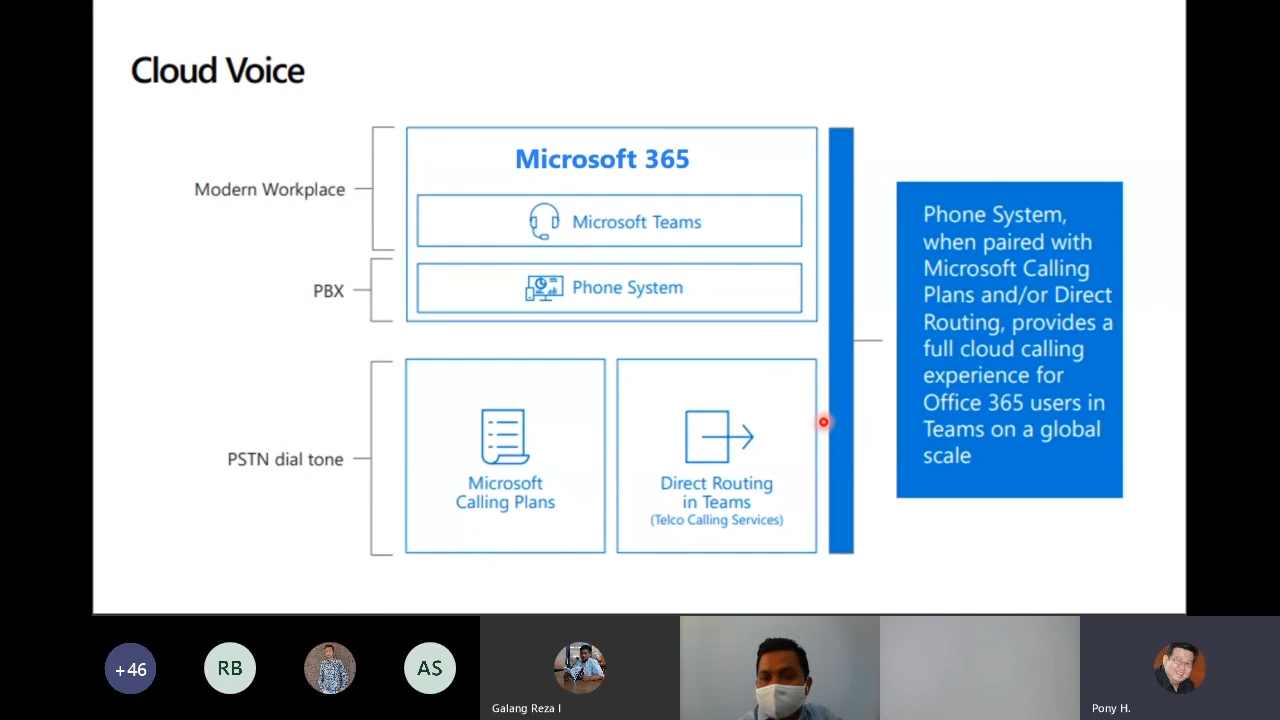 Cloud Voice
Modern Workplace
Microsoft 365
Microsoft Teams
PBX
Phone System
PSTN dial tone
Microsoft
Calling Plans
Direct Routing
in Teams
(Telco Calling Services)
Phone System,
when paired with
Microsoft Calling
Plans and/or Direct
Routing, provides a
full cloud calling
experience for
Office 365 users in
Teams on a global
scale
+46
RB
AS
Galang Reza I
Pony H.